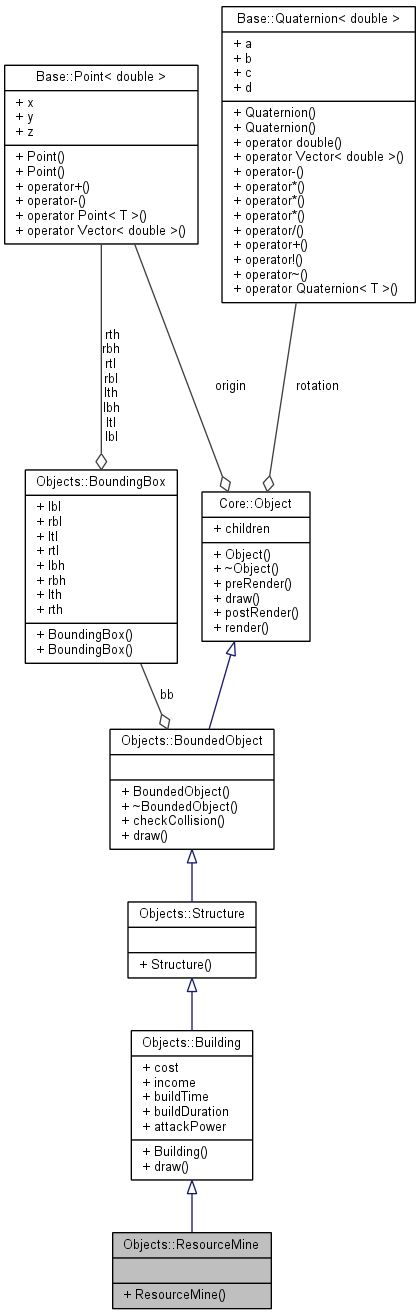 Base::Quaternion< double >
+ a
+ b
+ c
+ d
+ Quaternion()
+ Quaternion()
+ operator double()
+ operator Vector< double >()
+ operator-()
+ operator*()
+ operator*()
+ operator*()
+ operator/()
+ operator+()
+ operator!()
+ operator~()
+ operator Quaternion< T >()
Base::Point< double >
+ x
+ y
+ z
+ Point()
+ Point()
+ operator+()
+ operator-()
+ operator Point< T >()
+ operator Vector< double >()
rth
rbh
rtl
rbl
lth
lbh
ltl
lbl
origin
rotation
Objects::BoundingBox
+ lbl
+ rbl
+ ltl
+ rtl
+ lbh
+ rbh
+ lth
+ rth
+ BoundingBox()
+ BoundingBox()
Core::Object
+ children
+ Object()
+ ~Object()
+ preRender()
+ draw()
+ postRender()
+ render()
bb
Objects::BoundedObject
+ BoundedObject()
+ ~BoundedObject()
+ checkCollision()
+ draw()
Objects::Structure
+ Structure()
Objects::Building
+ cost
+ income
+ buildTime
+ buildDuration
+ attackPower
+ Building()
+ draw()
Objects::ResourceMine
+ ResourceMine()